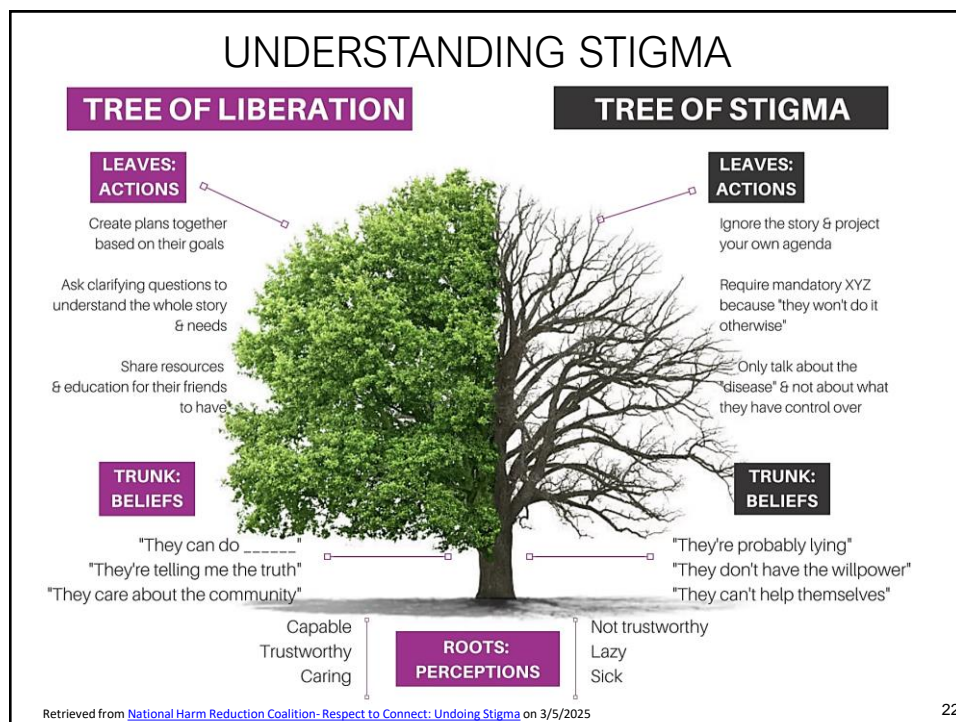 UNDERSTANDING STIGMA
TREE OF LIBERATION
LEAVES:
ACTIONS
Create plans together
based on their goals
Ask clarifying questions to
understand the whole story
& needs
Share resources
& education for their friends
to have
TRUNK:
BELIEFS
"They can do ______"
"They're telling me the truth"
"They care about the community"
TREE OF STIGMA
LEAVES:
ACTIONS
Ignore the story & project
your own agenda
Require mandatory XYZ
because "they won't do it
otherwise"
Only talk about the
"disease" & not about what
they have control over
TRUNK:
BELIEFS
"They're probably lying"
"They don't have the willpower"
"They can't help themselves"
Capable
Trustworthy
Caring
ROOTS:
PERCEPTIONS
Not trustworthy
Lazy
Sick
Retrieved from National Harm Reduction Coalition- Respect to Connect: Undoing Stigma on 3/5/2025
22